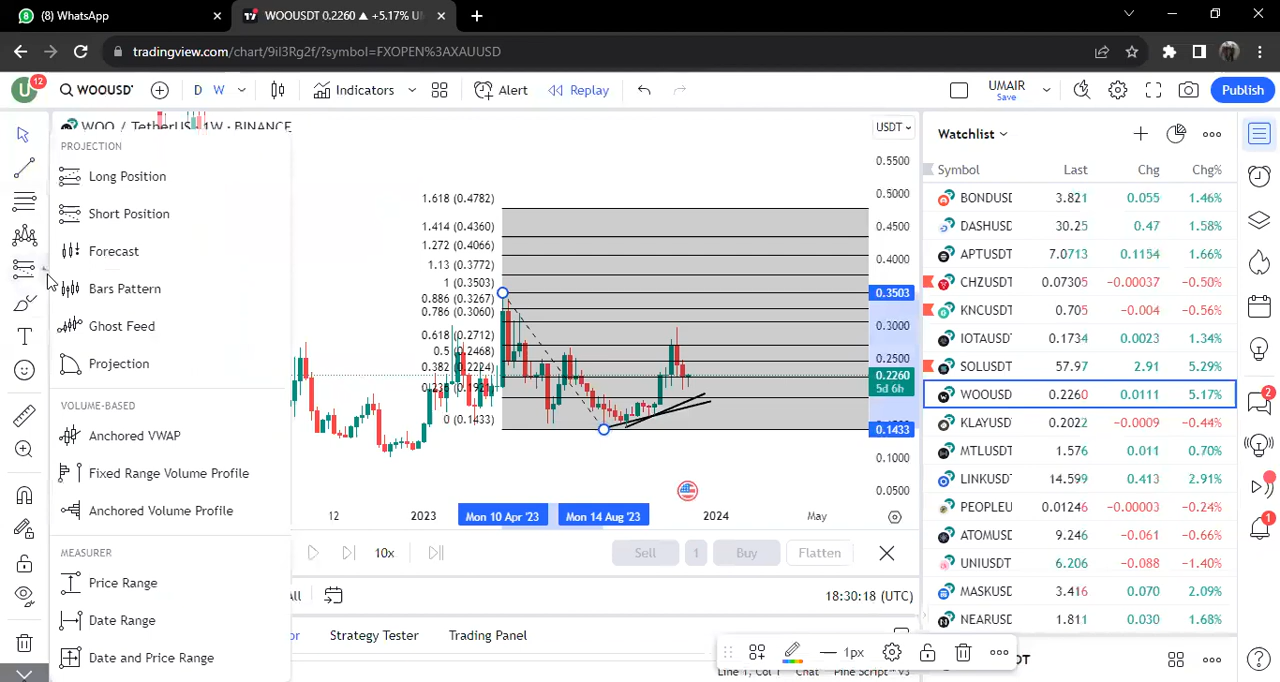 (8) WhatsApp
WOOUSDT 0.2260 ▲ +5.17% U
tradingview.com/chart/9il3Rg2f/?symbol=FXOPEN%3AXAUUSD
U 12
WOOUSDT
D W
Indicators
Alert
Replay
UMAIR
Save
Publish
WOO / TetherUS · 1W · BINANCE
USDT
PROJECTION
Long Position
Short Position
Forecast
Bars Pattern
Ghost Feed
Projection
VOLUME-BASED
Anchored VWAP
Fixed Range Volume Profile
Anchored Volume Profile
MEASURER
Price Range
Date Range
Date and Price Range
1.618 (0.4782)
1.414 (0.4360)
1.272 (0.4066)
1.13 (0.3772)
1 (0.3503)
0.886 (0.3267)
0.786 (0.3060)
0.618 (0.2712)
0.5 (0.2468)
0.382 (0.2224)
0 (0.1433)
0.5500
0.5000
0.4500
0.4000
0.3503
0.3000
0.2500
0.2260
5d 6h
0.1433
0.1000
0.0500
12
2023
Mon 10 Apr '23
Mon 14 Aug '23
2024
May
10x
Sell
1
Buy
Flatten
18:30:18 (UTC)
Strategy Tester
Trading Panel
1px
Line 1, Col 1 Chat Pine Script™ v5
Watchlist
Symbol Last Chg Chg%
BONDUSD 3.821 0.055 1.46%
DASHUSD 30.25 0.47 1.58%
APTUSDT 7.0713 0.1154 1.66%
CHZUSDT 0.07305 −0.00037 −0.50%
KNCUSDT 0.705 −0.004 −0.56%
IOTAUSDT 0.1734 0.0023 1.34%
SOLUSDT 57.97 2.91 5.29%
WOOUSD 0.2260 0.0111 5.17%
KLAYUSD 0.2022 −0.0009 −0.44%
MTLUSDT 1.576 0.011 0.70%
LINKUSDT 14.599 0.413 2.91%
PEOPLEU 0.01246 −0.00003 −0.24%
ATOMUSD 9.246 −0.061 −0.66%
UNIUSDT 6.206 −0.088 −1.40%
MASKUSD 3.416 0.070 2.09%
NEARUSD 1.811 0.030 1.68%
2
1